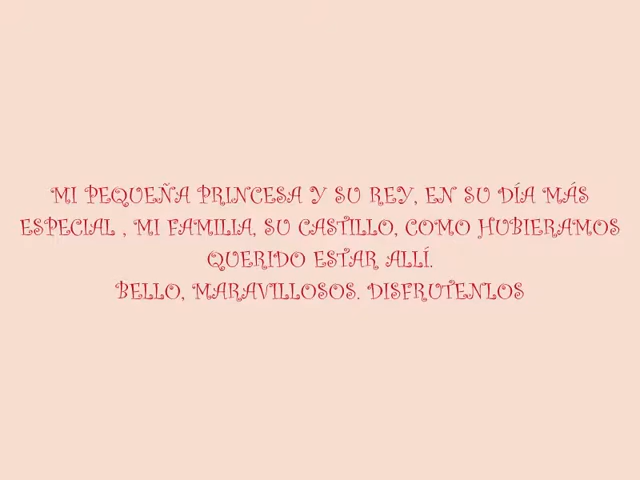 MI PEQUEÑA PRINCESA Y SU REY, EN SU DÍA MÁS
ESPECIAL , MI FAMILIA, SU CASTILLO, COMO HUBIERAMOS
QUERIDO ESTAR ALLÍ.
BELLO, MARAVILLOSOS. DISFRUTENLOS